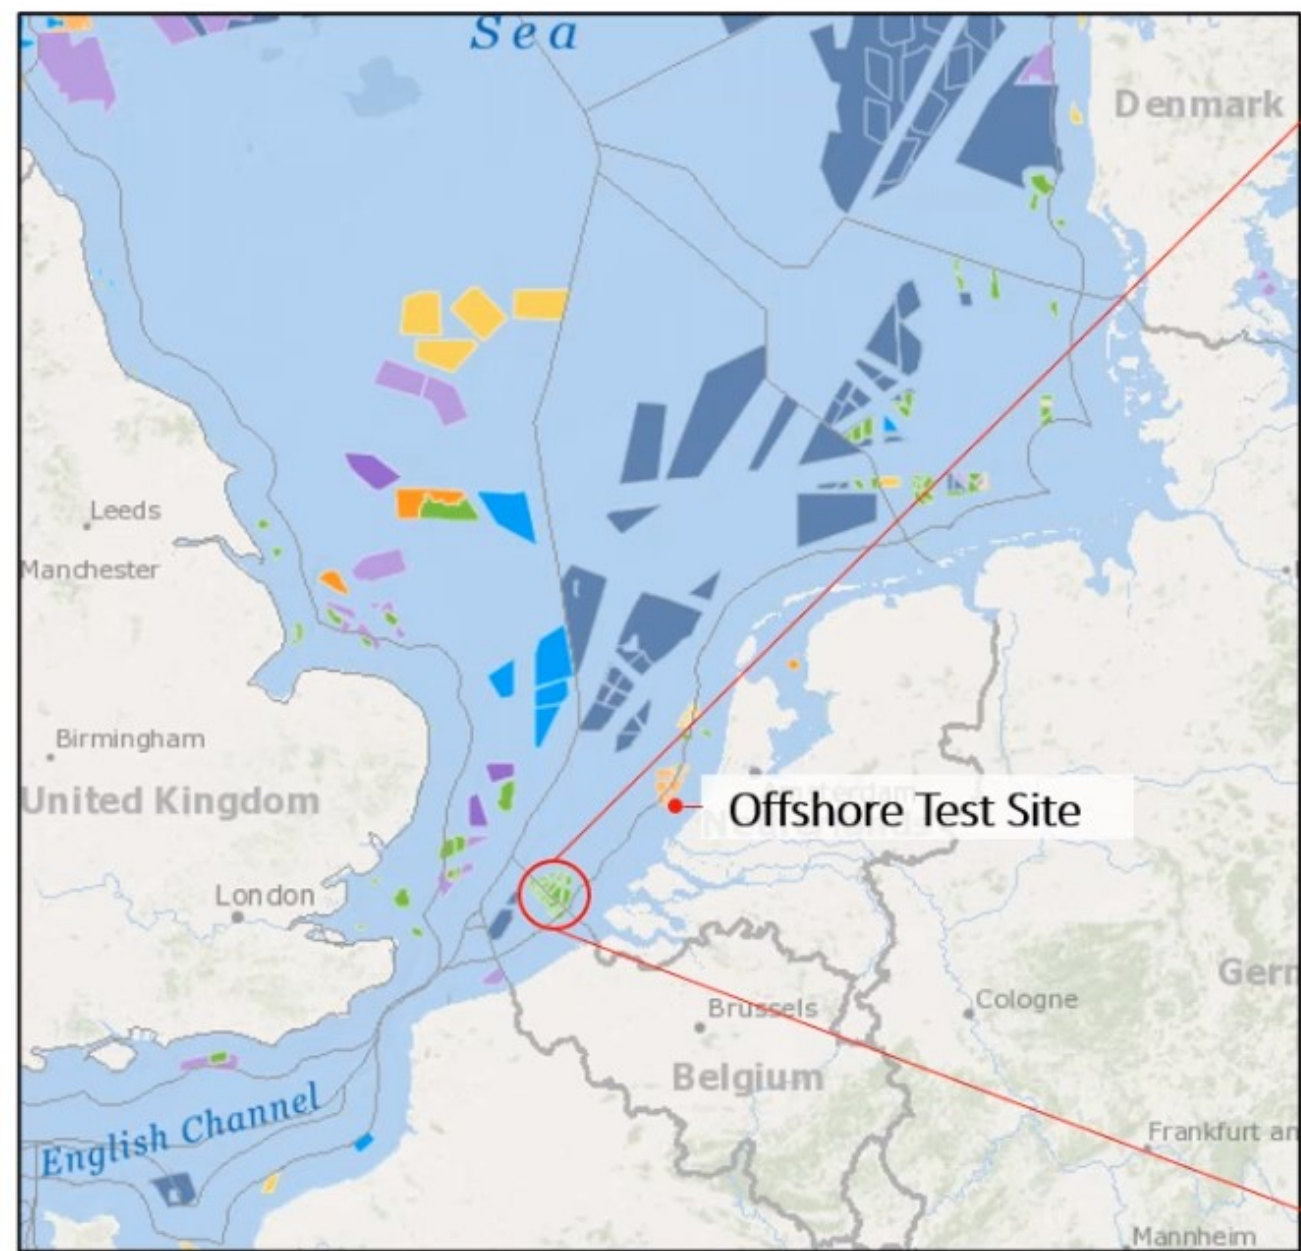 Sea
Denmark
Leeds
Manchester
Birmingham
United Kingdom
Offshore Test Site
London
Germ
Cologne
Brussels
Belgium
English Channel
Frankfurt an
Mannheim